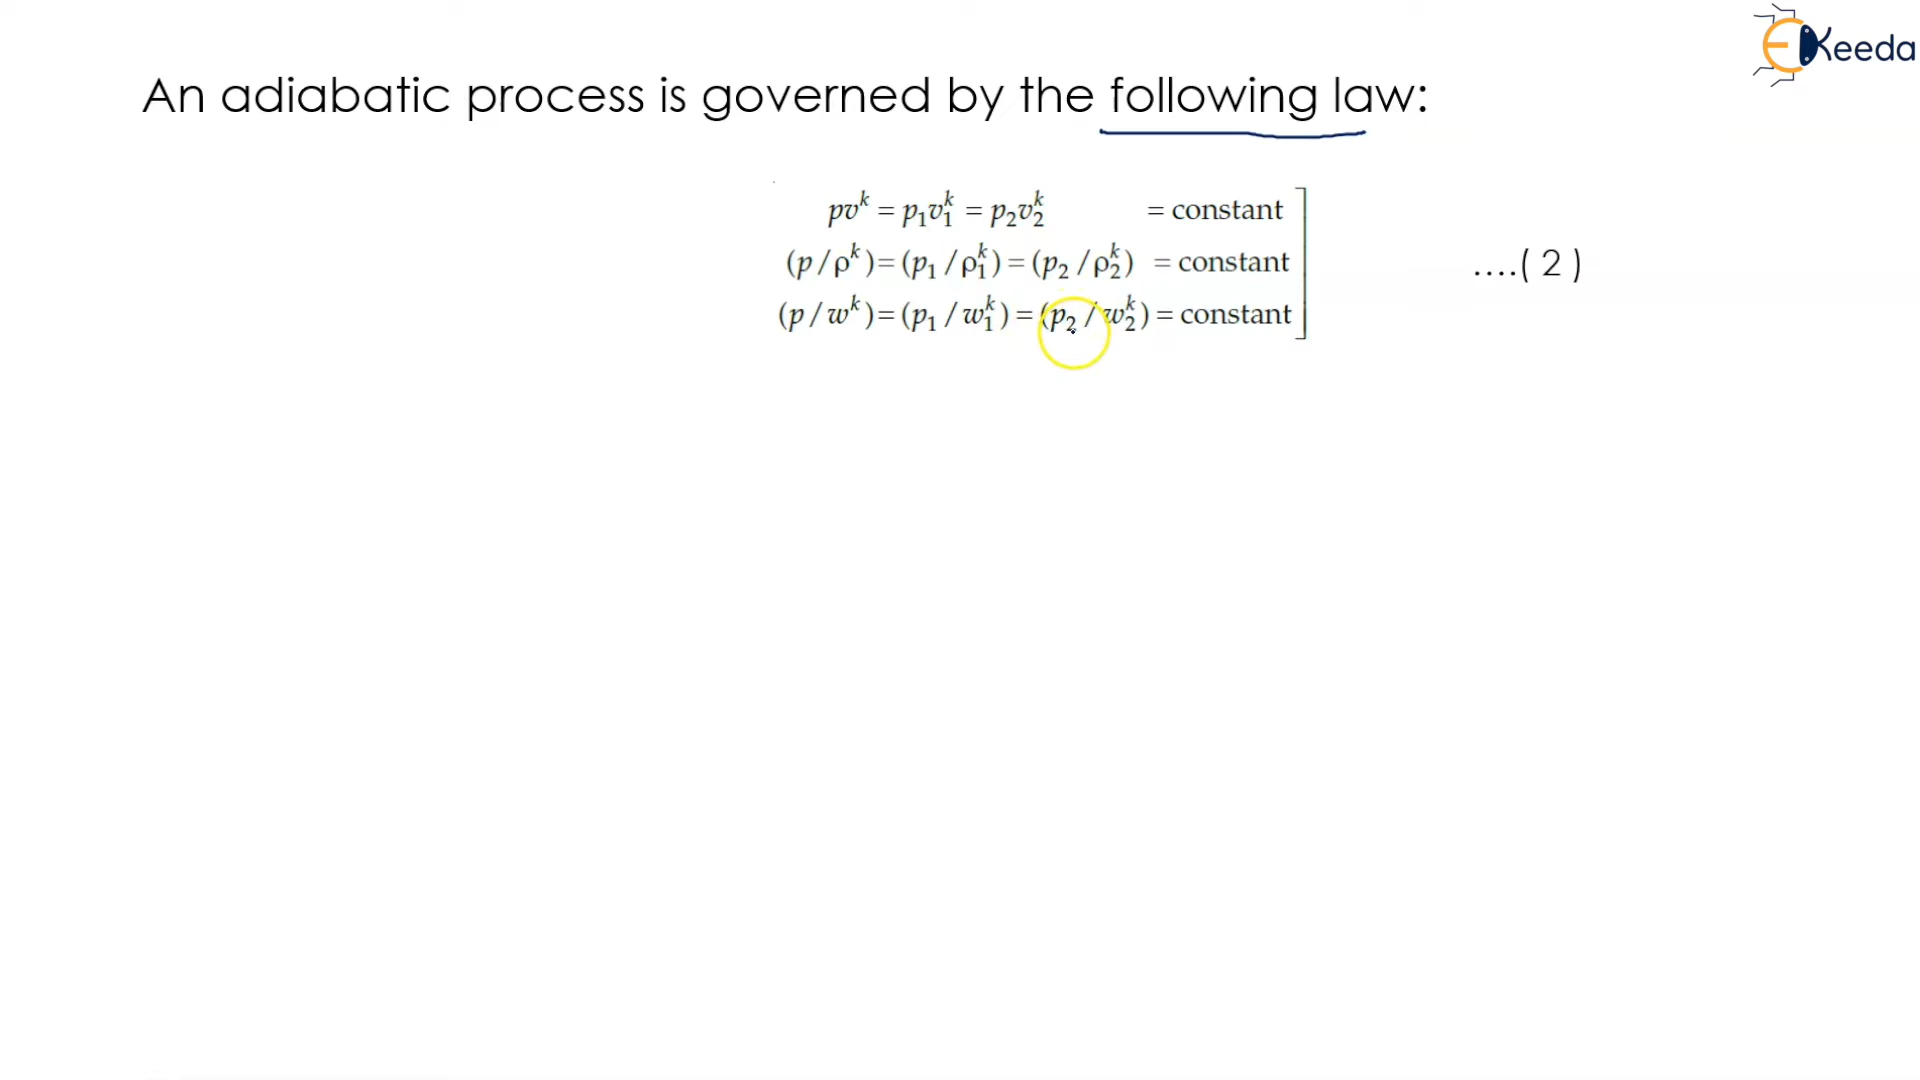 EKeeda
An adiabatic process is governed by the following law:
pv^k = p₁v₁^k = p₂v₂^k = constant
(p/ρ^k) = (p₁/ρ₁^k) = (p₂/ρ₂^k) = constant ....( 2 )
(p/w^k) = (p₁/w₁^k) = (p₂/w₂^k) = constant